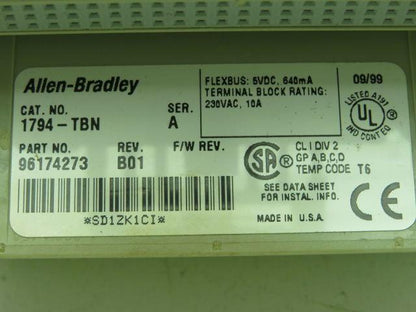 Allen-Bradley
CAT. NO. SER.
1794-TBN A
PART NO. REV. F/W REV.
96174273 B01
*SD1ZK1CI*
FLEXBUS: 5VDC, 640mA
TERMINAL BLOCK RATING:
230VAC, 10A
09/99
LISTED A197
UL
IND CONT EQ
SA
CL I DIV 2
GP A,B,C,D
TEMP CODE T6
SEE DATA SHEET
FOR INSTAL. INFO.
MADE IN U.S.A.